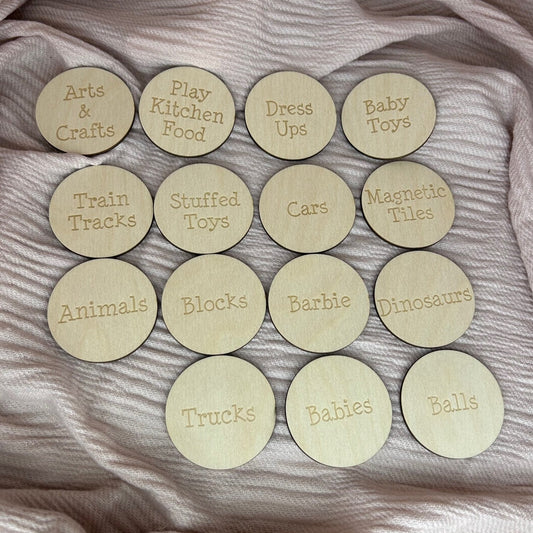 Arts
&
Crafts
Play
Kitchen
Food
Dress
Ups
Baby
Toys
Train
Tracks
Stuffed
Toys
Cars
Magnetic
Tiles
Animals
Blocks
Barbie
Dinosaurs
Trucks
Babies
Balls